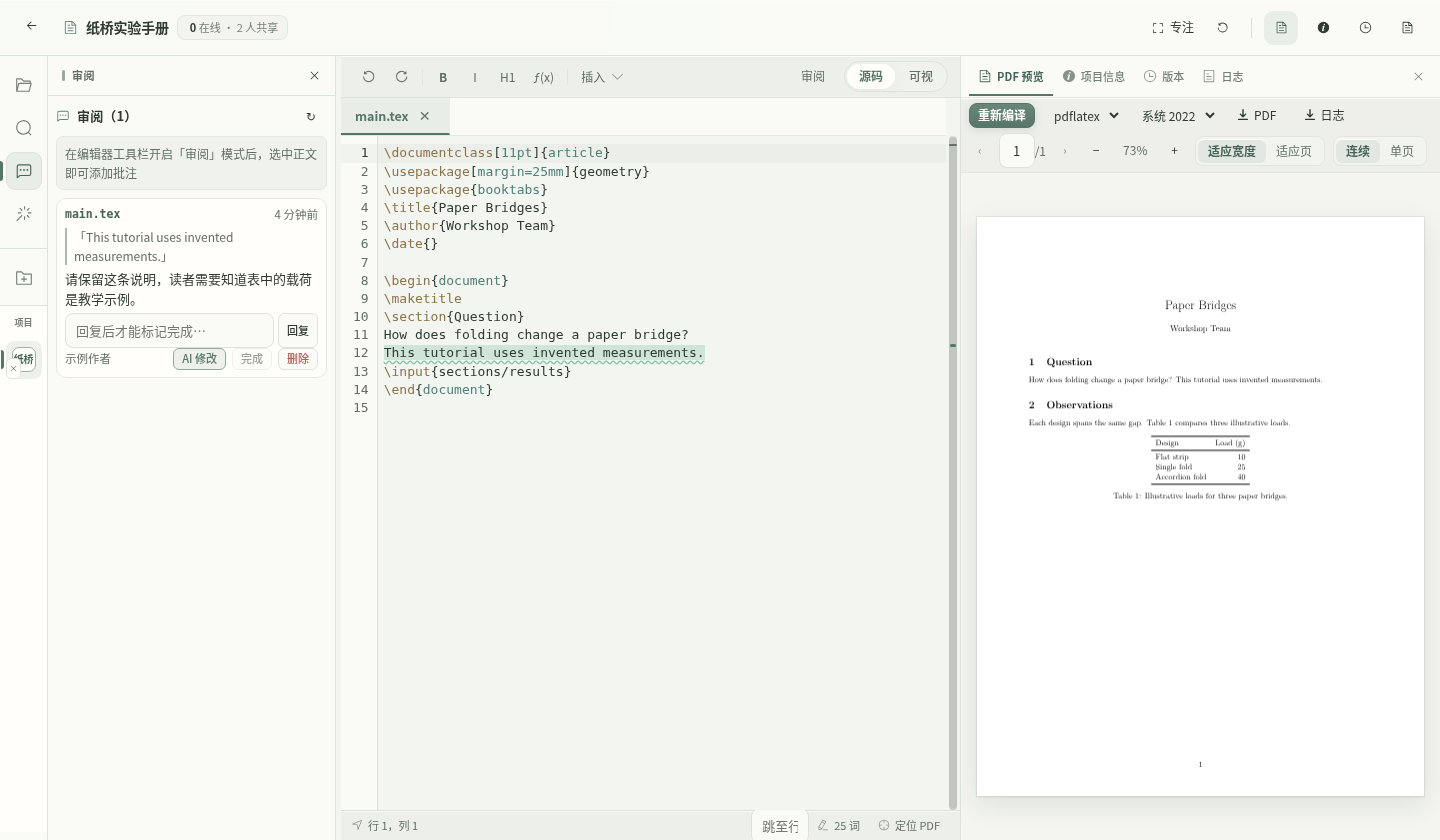 纸桥实验手册
0 在线 · 2 人共享
专注
审阅
审阅（1）
在编辑器工具栏开启「审阅」模式后，选中正文
即可添加批注
main.tex
4 分钟前
「This tutorial uses invented
measurements.」
请保留这条说明，读者需要知道表中的载荷
是教学示例。
回复后才能标记完成…
回复
示例作者
AI 修改
完成
删除
项目
纸桥
B
I
H1
f(x)
插入
审阅
源码
可视
main.tex
1 \documentclass[11pt]{article}
2 \usepackage[margin=25mm]{geometry}
3 \usepackage{booktabs}
4 \title{Paper Bridges}
5 \author{Workshop Team}
6 \date{}
7
8 \begin{document}
9 \maketitle
10 \section{Question}
11 How does folding change a paper bridge?
12 This tutorial uses invented measurements.
13 \input{sections/results}
14 \end{document}
15
行 1，列 1
跳至行
25 词
定位 PDF
PDF 预览
项目信息
版本
日志
重新编译
pdflatex
系统 2022
PDF
日志
1 /1
73%
适应宽度
适应页
连续
单页
Paper Bridges
Workshop Team
1 Question
How does folding change a paper bridge? This tutorial uses invented measurements.
2 Observations
Each design spans the same gap. Table 1 compares three illustrative loads.
Design Load (g)
Flat strip 10
Single fold 25
Accordion fold 40
Table 1: Illustrative loads for three paper bridges.
1